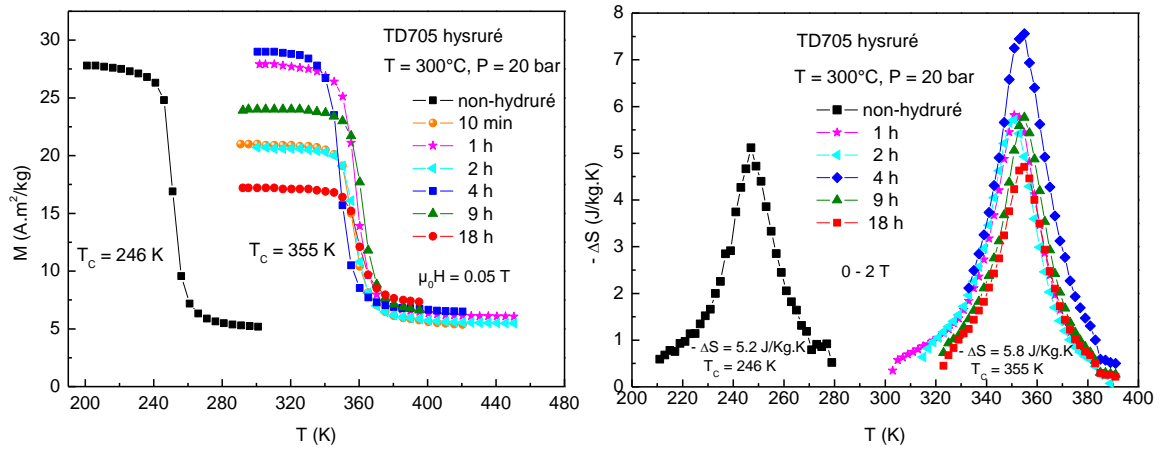 30
25
20
15
10
5
0
M (A.m²/kg)
200 240 280 320 360 400 440 480
T (K)
TD705 hysruré
T = 300°C, P = 20 bar
non-hydruré
10 min
1 h
2 h
4 h
9 h
18 h
T_C = 246 K
T_C = 355 K
μ₀H = 0.05 T
8
7
6
5
4
3
2
1
0
- ΔS (J/kg.K)
200 220 240 260 280 300 320 340 360 380 400
T (K)
TD705 hysruré
T = 300°C, P = 20 bar
non-hydruré
1 h
2 h
4 h
9 h
18 h
0 - 2 T
- ΔS = 5.2 J/Kg.K
T_C = 246 K
- ΔS = 5.8 J/Kg.K
T_C = 355 K